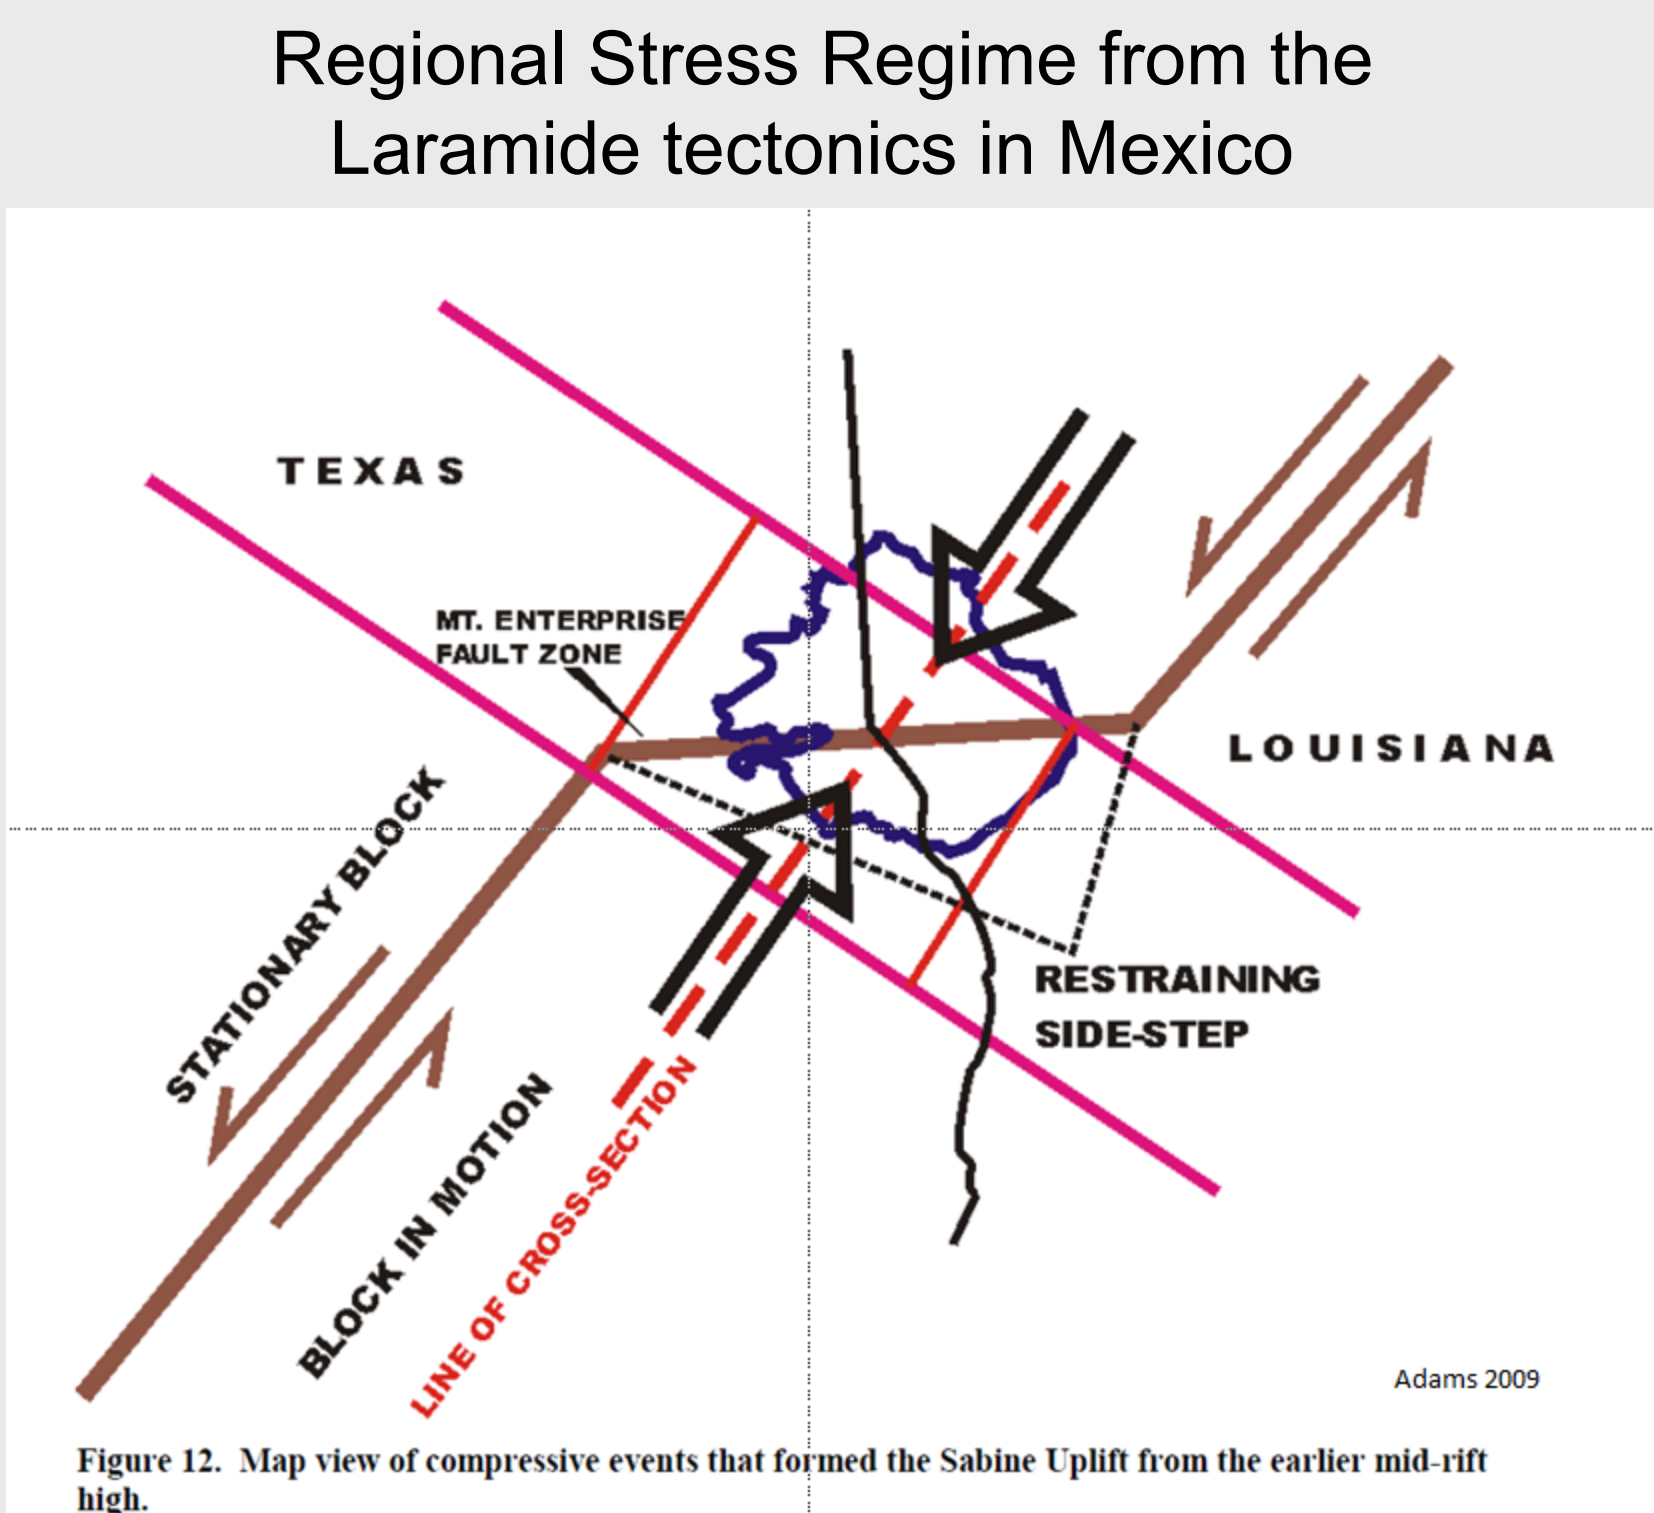 Regional Stress Regime from the
Laramide tectonics in Mexico
TEXAS
MT. ENTERPRISE
FAULT ZONE
LOUISIANA
STATIONARY BLOCK
RESTRAINING
SIDE-STEP
BLOCK IN MOTION
LINE OF CROSS-SECTION
Adams 2009
Figure 12.  Map view of compressive events that formed the Sabine Uplift from the earlier mid-rift
high.